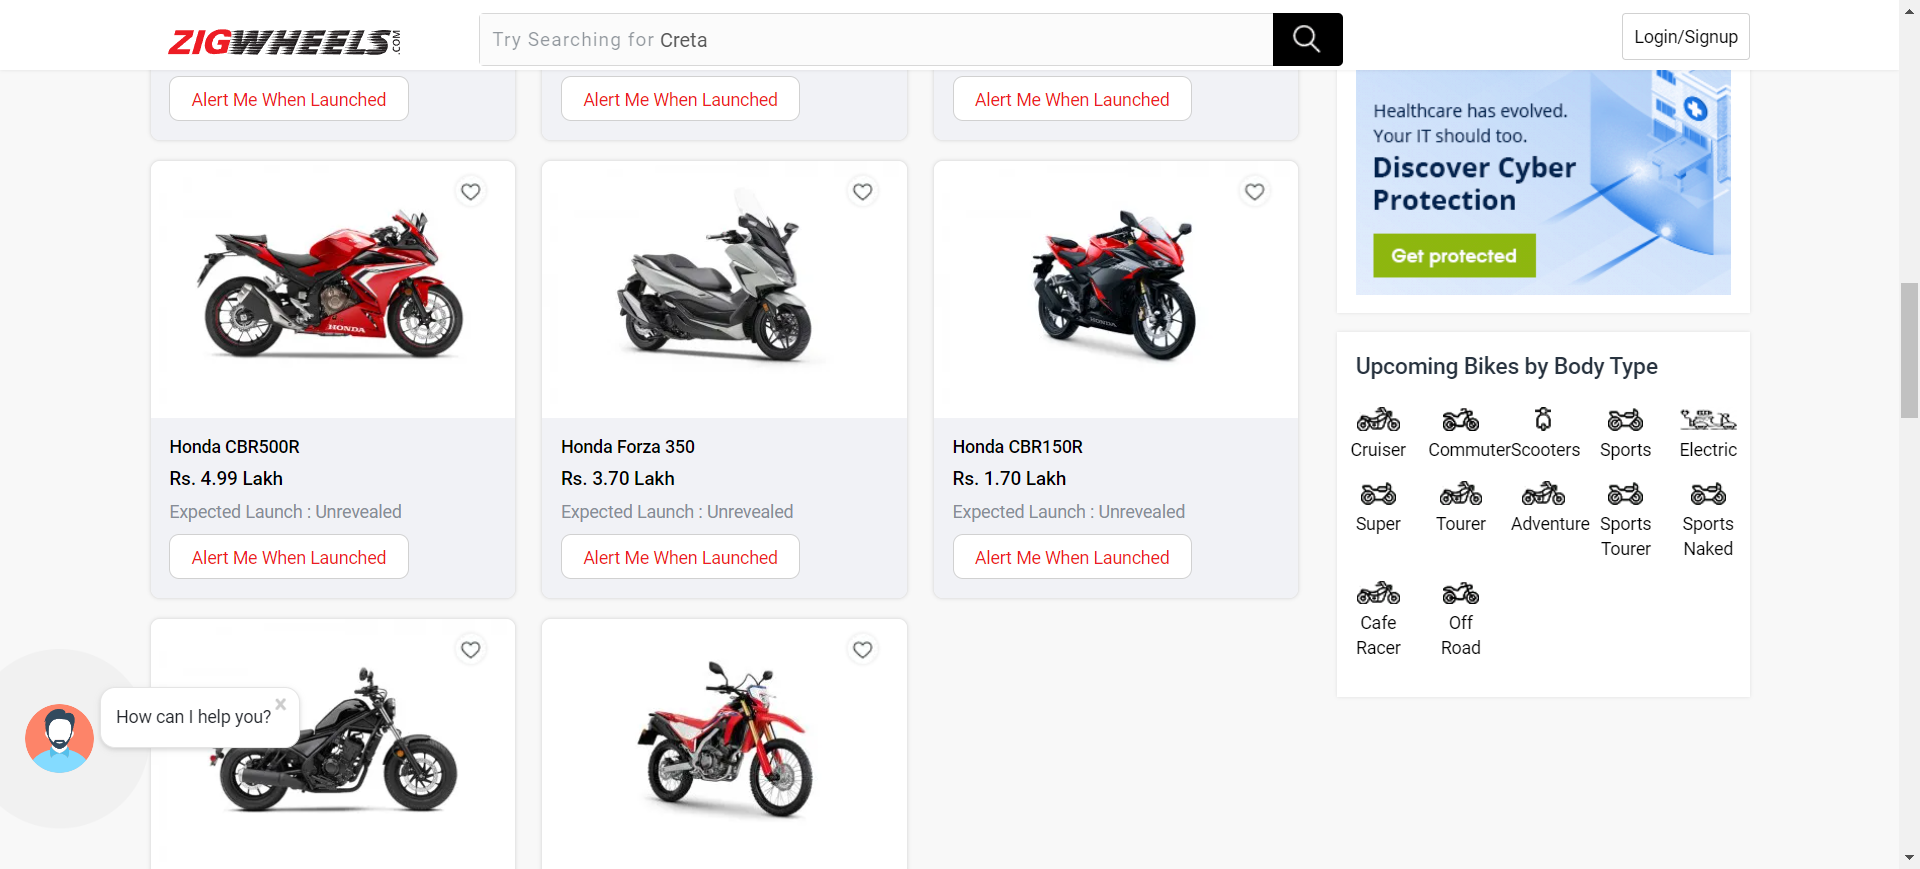 ZIGWHEELS.COM
Try Searching for Creta
Login/Signup
Alert Me When Launched
Alert Me When Launched
Alert Me When Launched
Healthcare has evolved.
Your IT should too.
Discover Cyber
Protection
Get protected
HONDA
HONDA
Honda CBR500R
Rs. 4.99 Lakh
Expected Launch : Unrevealed
Alert Me When Launched
Honda Forza 350
Rs. 3.70 Lakh
Expected Launch : Unrevealed
Alert Me When Launched
Honda CBR150R
Rs. 1.70 Lakh
Expected Launch : Unrevealed
Alert Me When Launched
Upcoming Bikes by Body Type
Cruiser
Commuter
Scooters
Sports
Electric
Super
Tourer
Adventure
Sports
Tourer
Sports
Naked
Cafe
Racer
Off
Road
How can I help you?